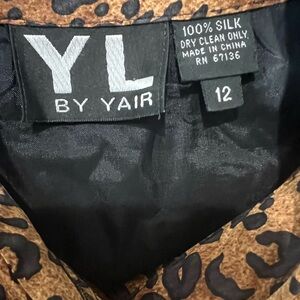 YL
BY YAIR
100% SILK
DRY CLEAN ONLY
MADE IN CHINA
RN 67136
12